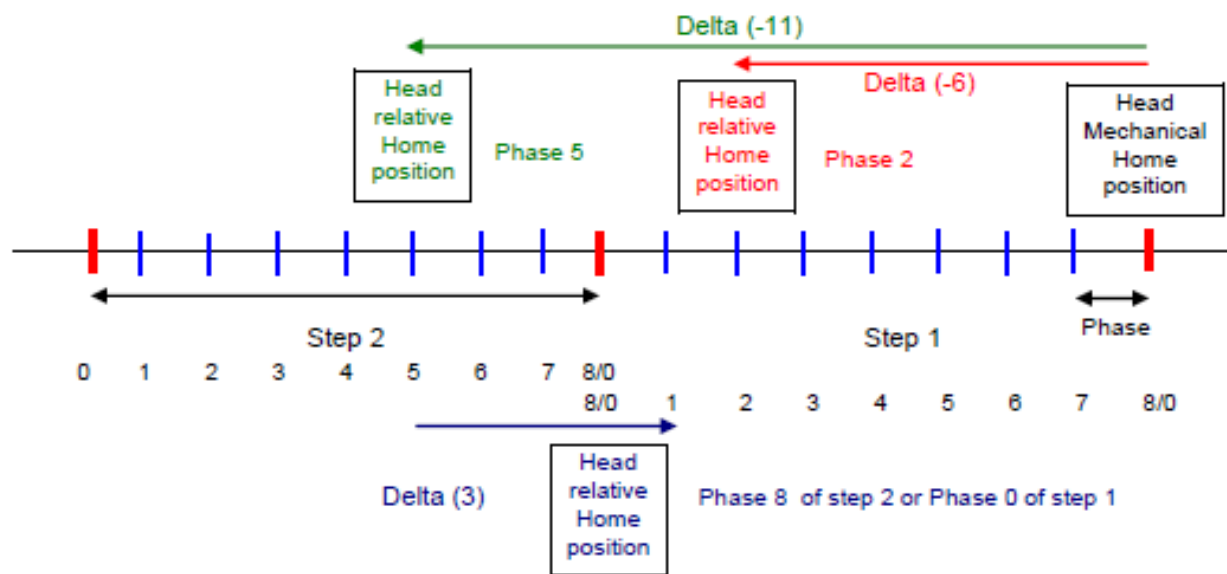 Delta (-11)
Delta (-6)
Head
relative
Home
position
Phase 5
Head
relative
Home
position
Phase 2
Head
Mechanical
Home
position
Phase
Step 2
Step 1
0 1 2 3 4 5 6 7 8/0
8/0 1 2 3 4 5 6 7 8/0
Delta (3)
Head
relative
Home
position
Phase 8 of step 2 or Phase 0 of step 1